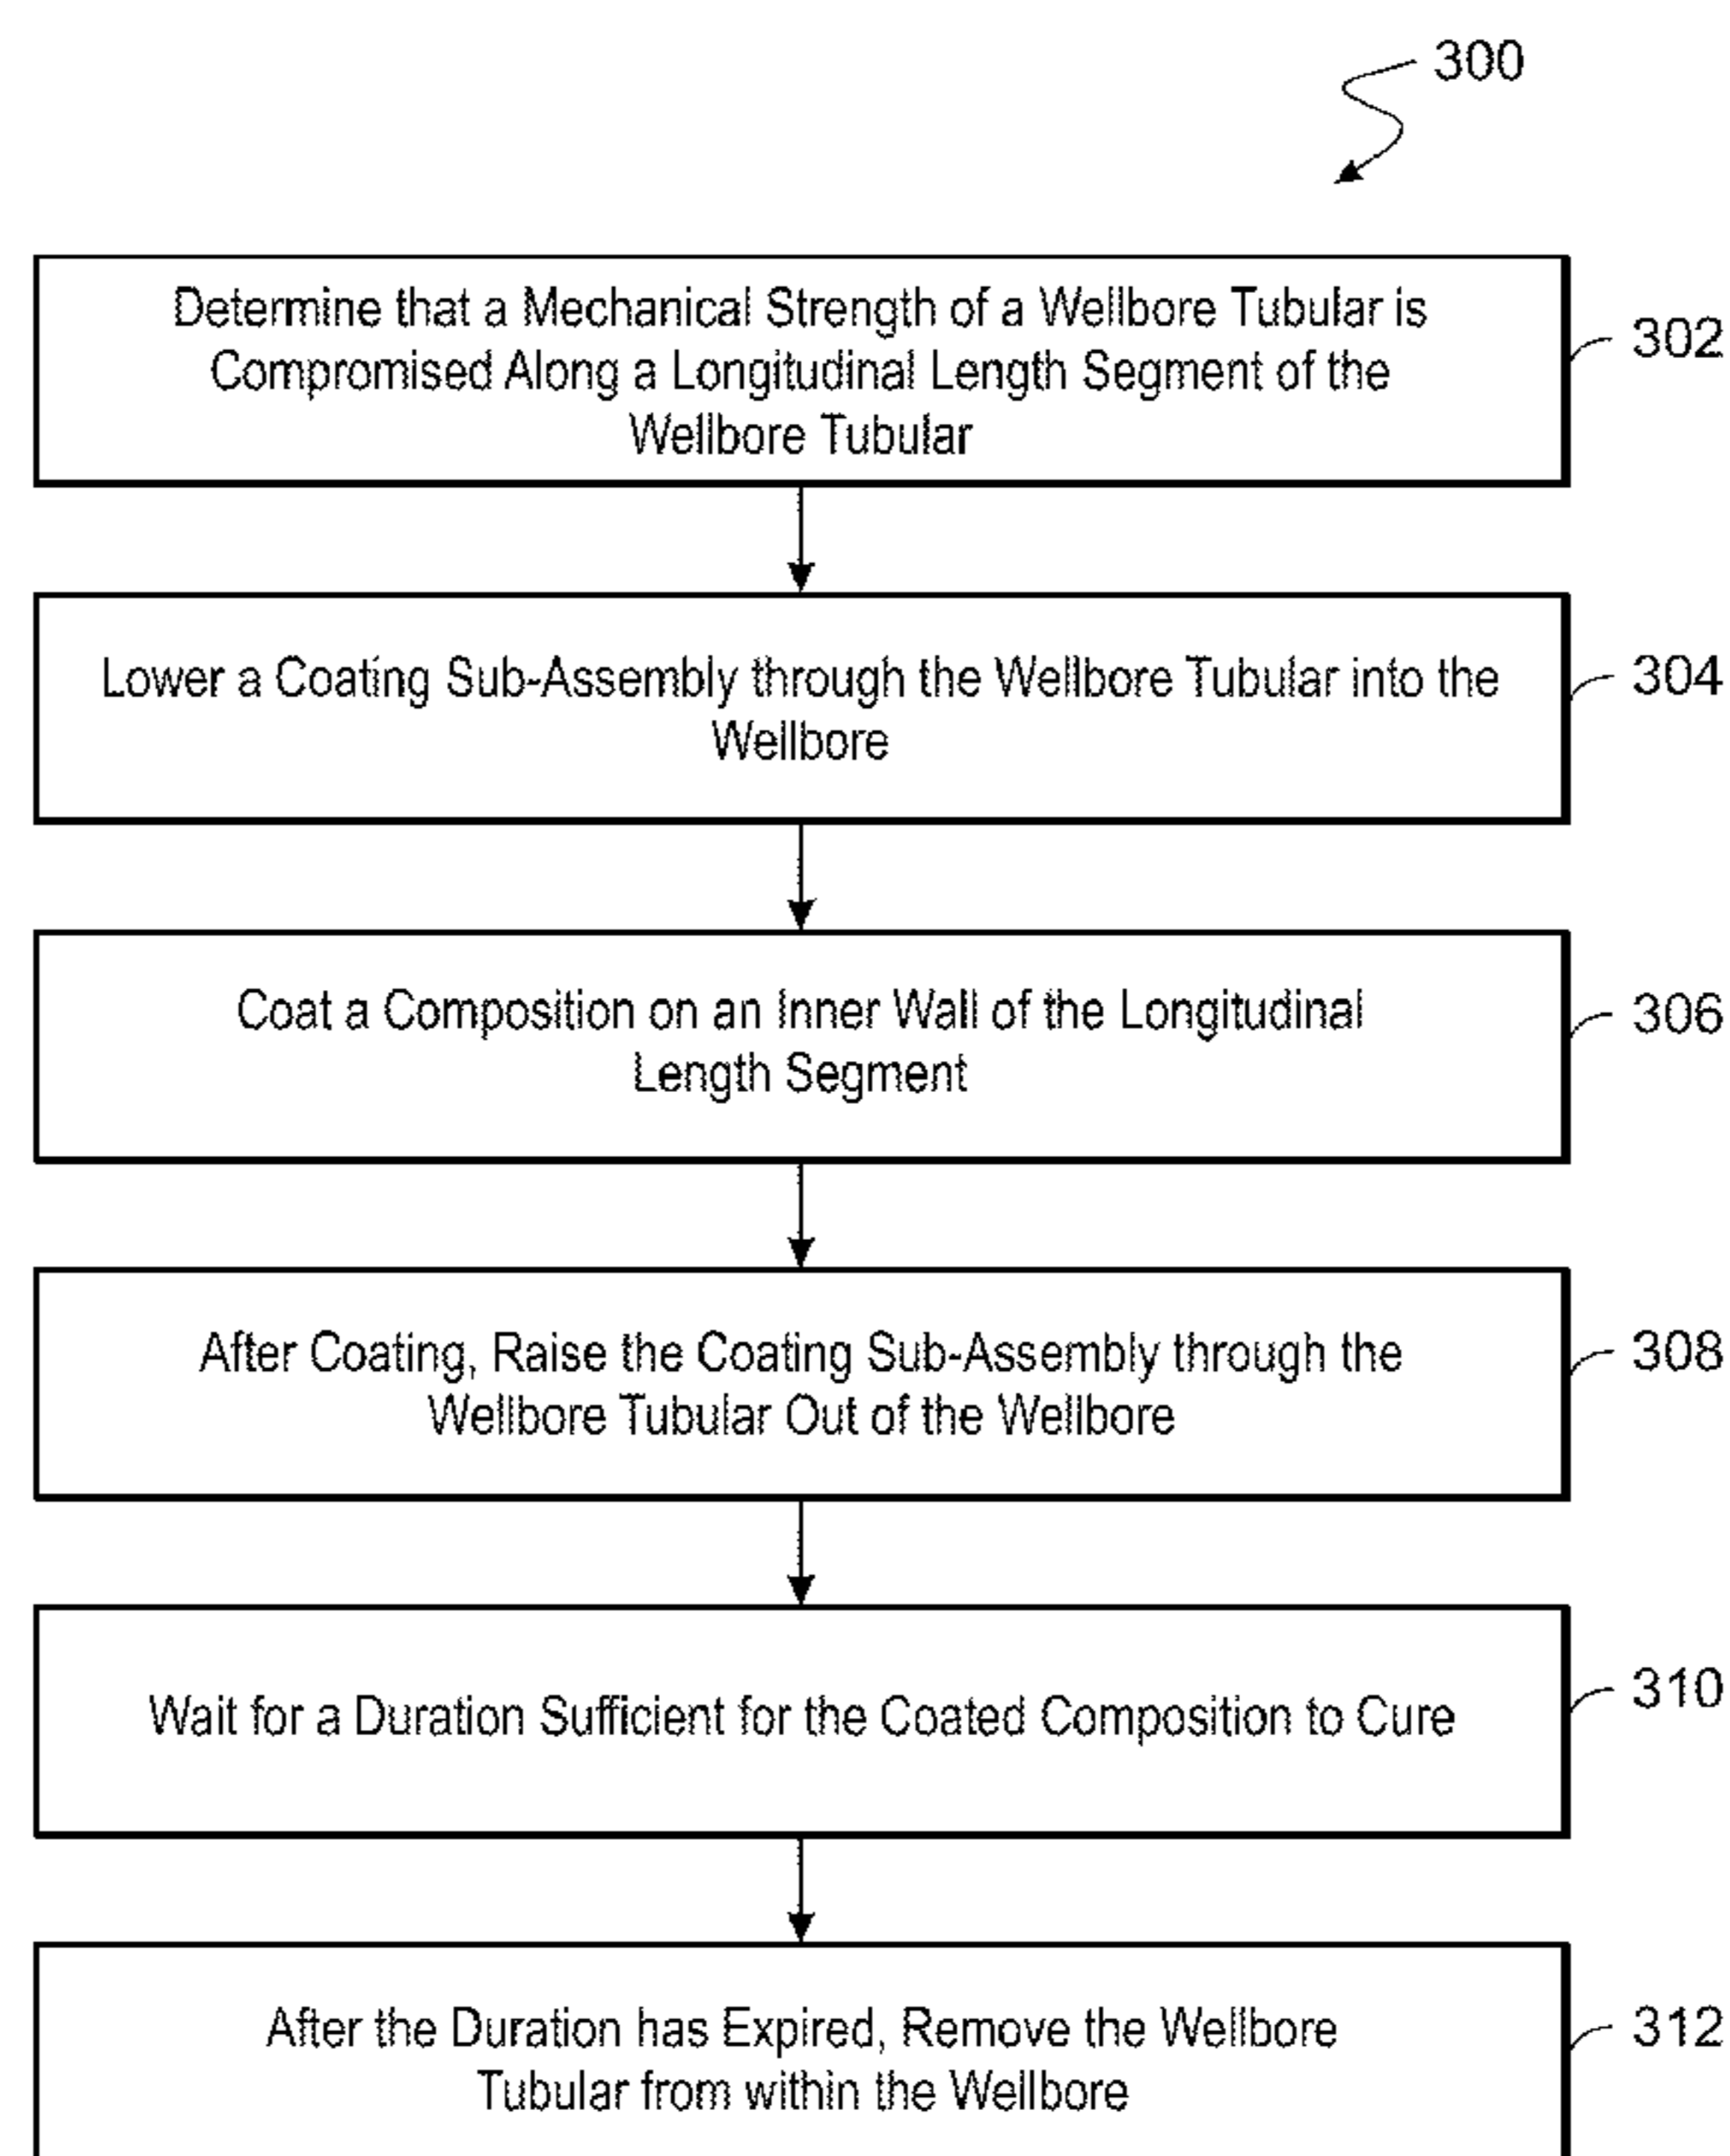 300
Determine that a Mechanical Strength of a Wellbore Tubular is
Compromised Along a Longitudinal Length Segment of the
Wellbore Tubular
302
Lower a Coating Sub-Assembly through the Wellbore Tubular into the
Wellbore
304
Coat a Composition on an Inner Wall of the Longitudinal
Length Segment
306
After Coating, Raise the Coating Sub-Assembly through the
Wellbore Tubular Out of the Wellbore
308
Wait for a Duration Sufficient for the Coated Composition to Cure
310
After the Duration has Expired, Remove the Wellbore
Tubular from within the Wellbore
312